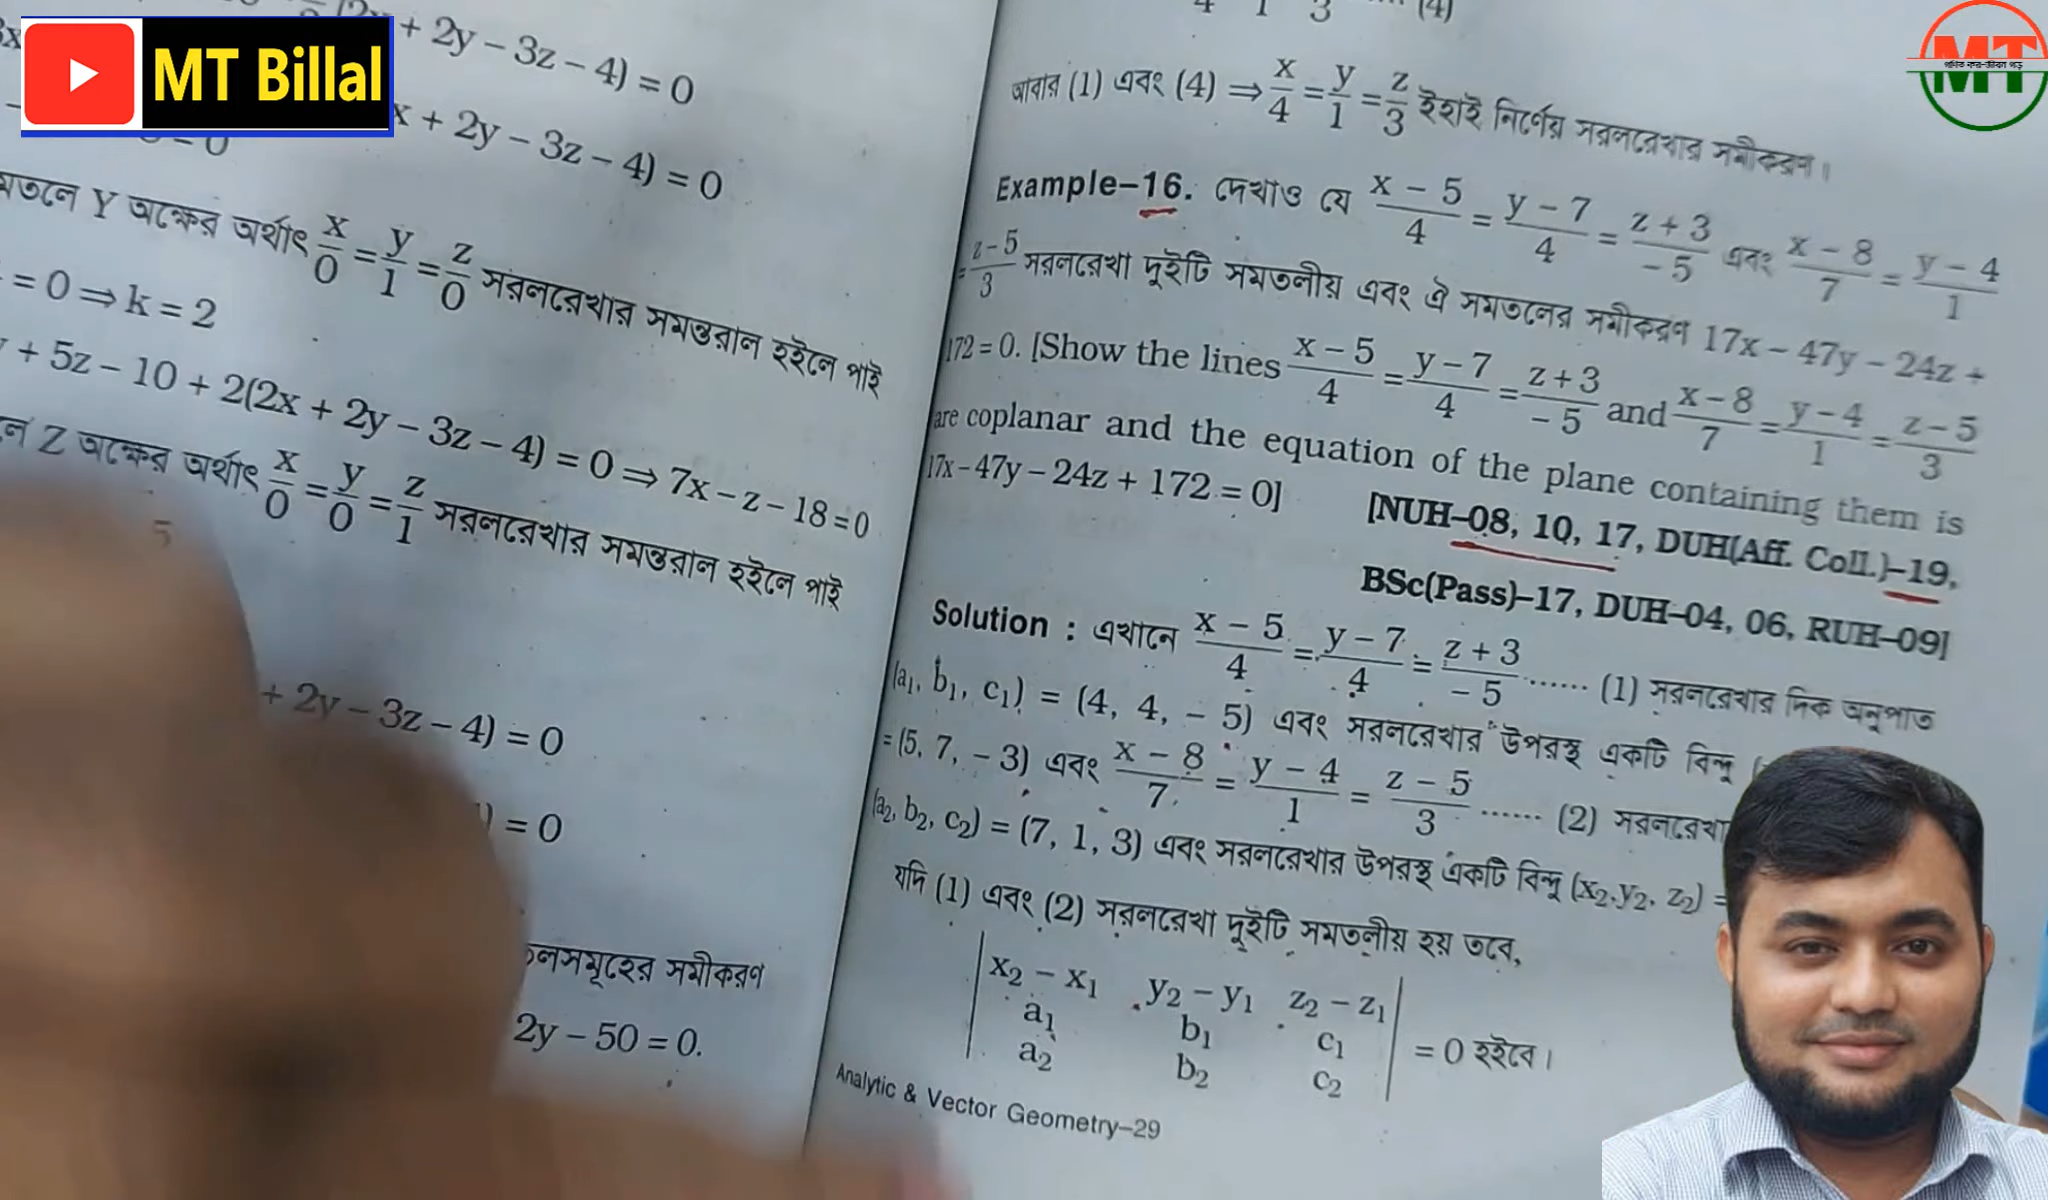 MT Billal
MT
+ 2y – 3z – 4) = 0
x + 2y – 3z – 4) = 0
Y অক্ষের অর্থাৎ x/0 = y/1 = z/0 সরলরেখার সমান্তরাল হইলে পাই
= 0 ⇒ k = 2
+ 5z – 10 + 2(2x + 2y – 3z – 4) = 0 ⇒ 7x – z – 18 = 0
Z অক্ষের অর্থাৎ x/0 = y/0 = z/1 সরলরেখার সমান্তরাল হইলে পাই
+ 2y – 3z – 4) = 0
) = 0
সমীকরণ
2y – 50 = 0.
4 1 3 (4)
আবার (1) এবং (4) ⇒ x/4 = y/1 = z/3 ইহাই নির্ণেয় সরলরেখার সমীকরণ।
Example–16. দেখাও যে (x – 5)/4 = (y – 7)/4 = (z + 3)/–5 এবং (x – 8)/7 = (y – 4)/1
= (z – 5)/3 সরলরেখা দুইটি সমতলীয় এবং ঐ সমতলের সমীকরণ 17x – 47y – 24z +
172 = 0. [Show the lines (x – 5)/4 = (y – 7)/4 = (z + 3)/–5 and (x – 8)/7 = (y – 4)/1 = (z – 5)/3
are coplanar and the equation of the plane containing them is
17x – 47y – 24z + 172 = 0]
[NUH–08, 10, 17, DUH(Aff. Coll.)–19,
BSc(Pass)–17, DUH–04, 06, RUH–09]
Solution : এখানে (x – 5)/4 = (y – 7)/4 = (z + 3)/–5 ...... (1) সরলরেখার দিক অনুপাত
(a₁, b₁, c₁) = (4, 4, – 5) এবং সরলরেখার উপরস্থ একটি বিন্দু
= (5, 7, – 3) এবং (x – 8)/7 = (y – 4)/1 = (z – 5)/3 ...... (2)
(a₂, b₂, c₂) = (7, 1, 3) এবং সরলরেখার উপরস্থ একটি বিন্দু (x₂, y₂, z₂) =
যদি (1) এবং (2) সরলরেখা দুইটি সমতলীয় হয় তবে,
| x₂ – x₁ y₂ – y₁ z₂ – z₁ |
| a₁ b₁ c₁ | = 0 হইবে।
| a₂ b₂ c₂ |
Analytic & Vector Geometry–29